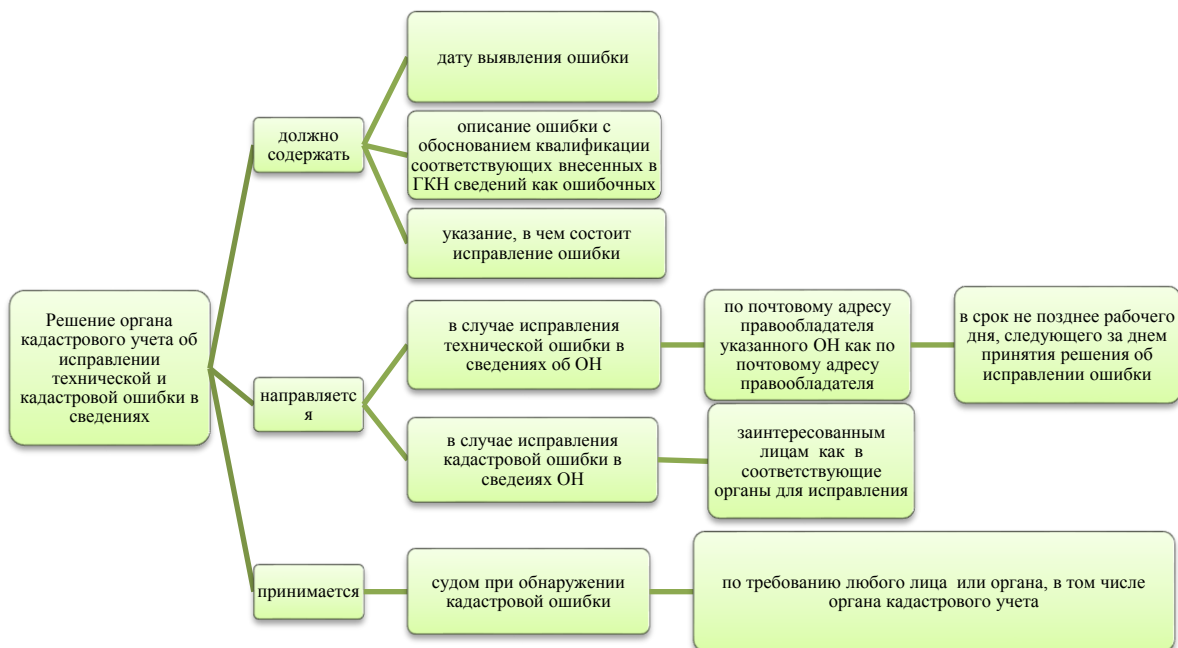 Решение органа
кадастрового учета об
исправлении
технической и
кадастровой ошибки в
сведениях
должно
содержать
дату выявления ошибки
описание ошибки с
обоснованием квалификации
соответствующих внесенных в
ГКН сведений как ошибочных
указание, в чем состоит
исправление ошибки
направляетс
я
в случае исправления
технической ошибки в
сведениях об ОН
по почтовому адресу
правообладателя
указанного ОН как по
почтовому адресу
правообладателя
в срок не позднее рабочего
дня, следующего за днем
принятия решения об
исправлении ошибки
в случае исправления
кадастровой ошибки в
сведеиях ОН
заинтересованным
лицам как в
соответствующие
органы для исправления
принимается
судом при обнаружении
кадастровой ошибки
по требованию любого лица или органа, в том числе
органа кадастрового учета